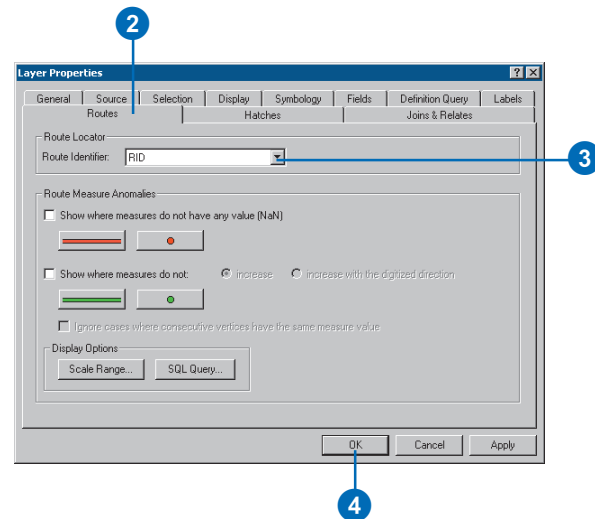 2
Layer Properties
General Source Selection Display Symbology Fields Definition Query Labels
Routes Hatches Joins & Relates
Route Locator
Route Identifier: RID
3
Route Measure Anomalies
Show where measures do not have any value (NaN)
Show where measures do not: increase increase with the digitized direction
Ignore cases where consecutive vertices have the same measure value
Display Options
Scale Range... SQL Query...
OK Cancel Apply
4